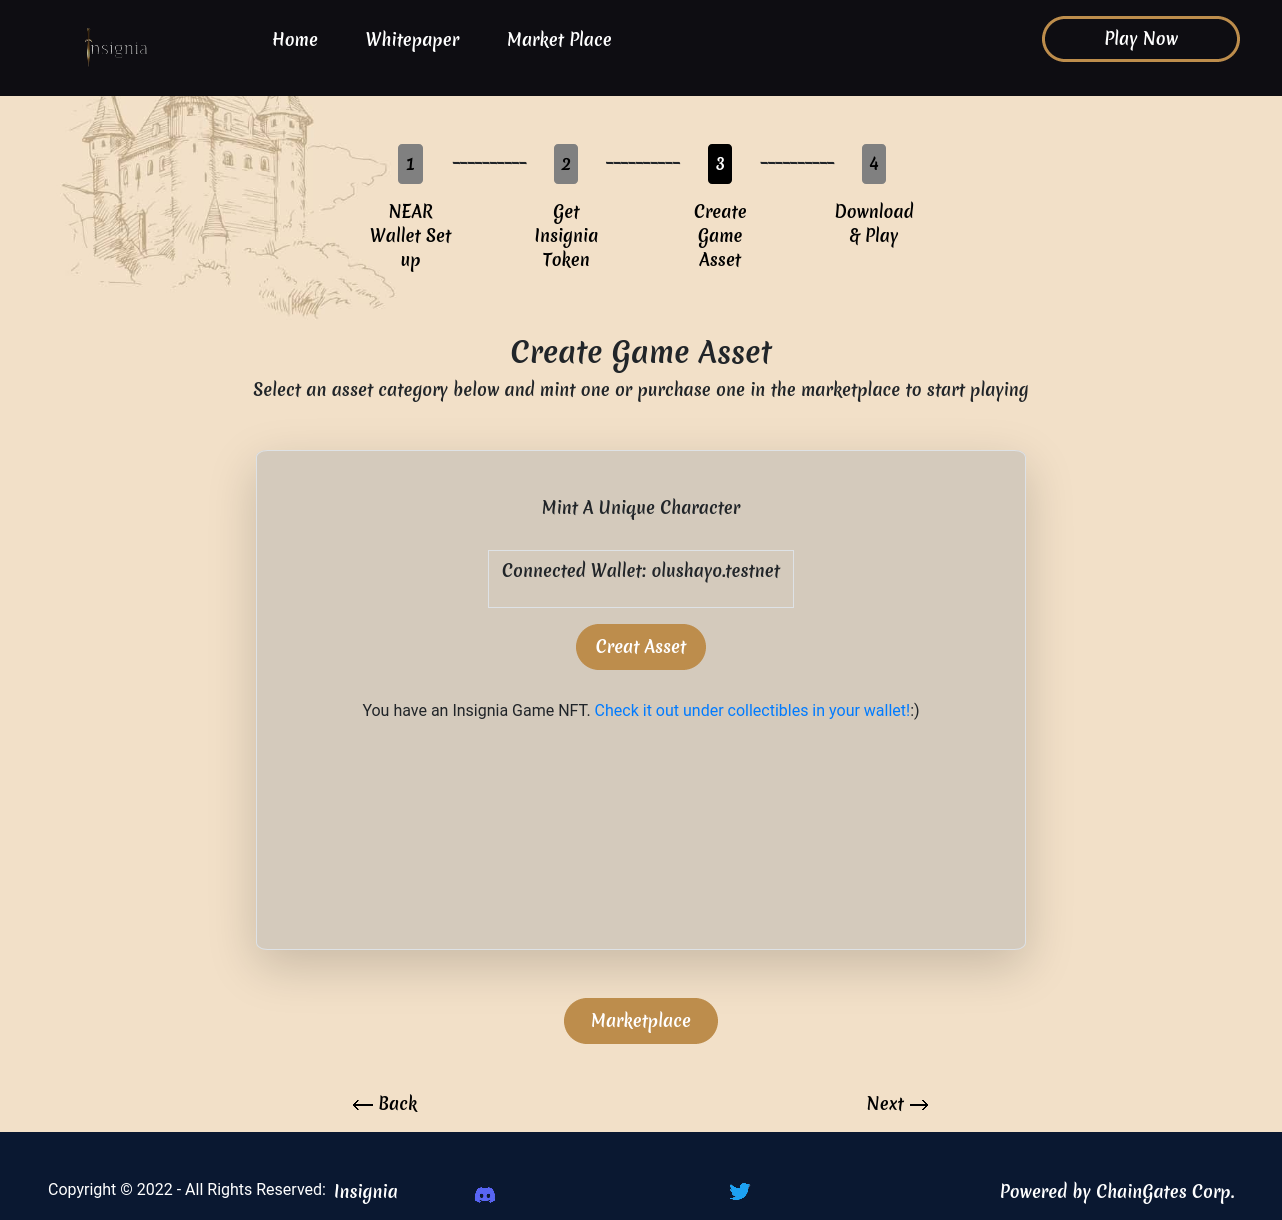 Insignia
Home Whitepaper Market Place Play Now
1 ---------- 2 ---------- 3 ---------- 4
NEAR Wallet Set up
Get Insignia Token
Create Game Asset
Download & Play
Create Game Asset
Select an asset category below and mint one or purchase one in the marketplace to start playing
Mint A Unique Character
Connected Wallet: olushayo.testnet
Creat Asset
You have an Insignia Game NFT. Check it out under collectibles in your wallet!:)
Marketplace
Back Next
Copyright © 2022 - All Rights Reserved: Insignia Powered by ChainGates Corp.